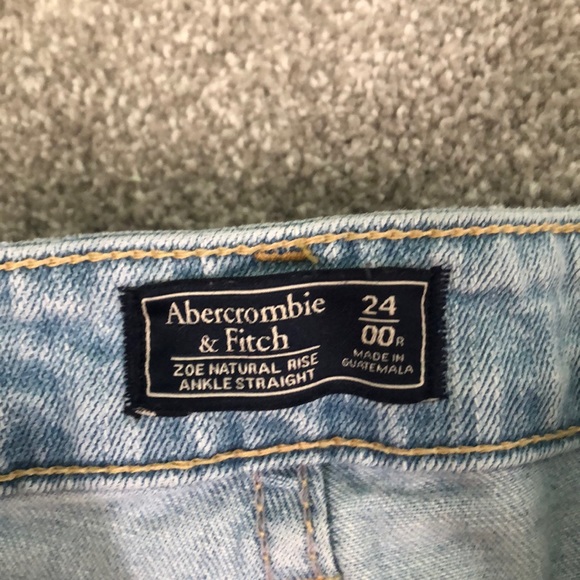 Abercrombie
& Fitch
ZOE NATURAL RISE
ANKLE STRAIGHT
24
00R
MADE IN
GUATEMALA